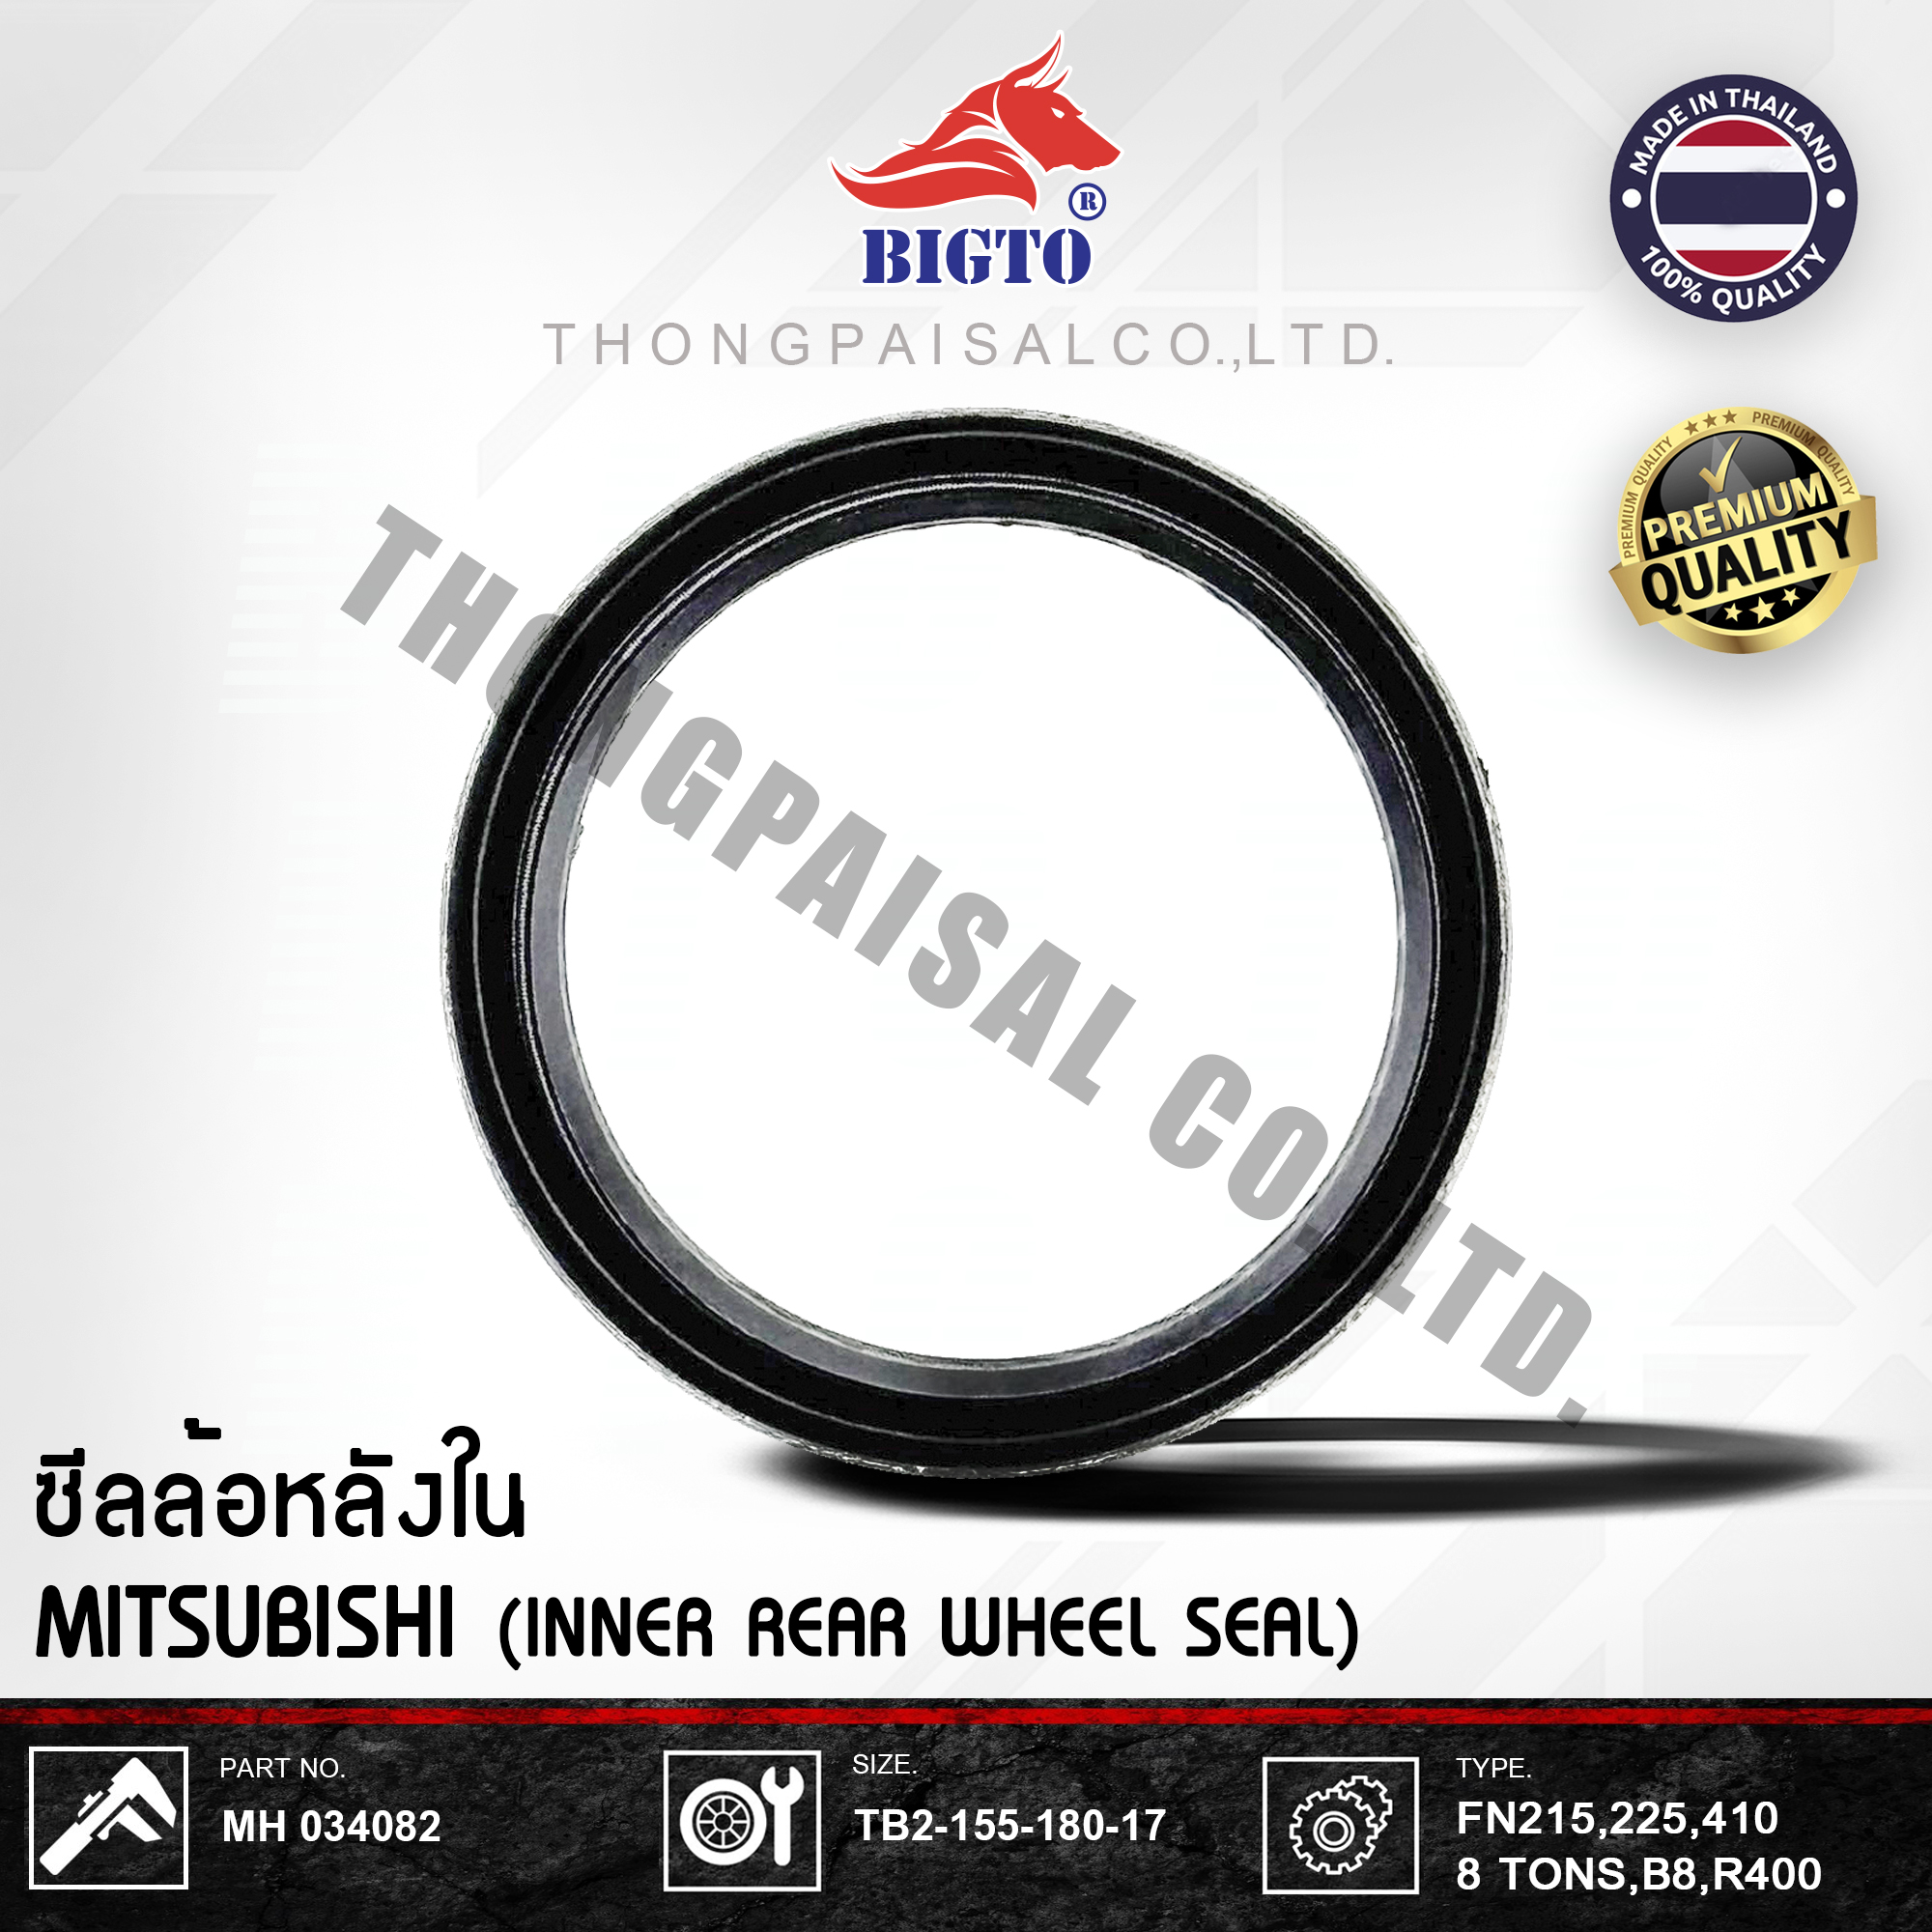 BIGTO
®
THONGPAISALCO.,LTD.
MADE IN THAILAND
100% QUALITY
PREMIUM QUALITY ★★★ PREMIUM QUALITY
PREMIUM QUALITY
PREMIUM
QUALITY
THONGPAISAL CO.,LTD.
ซีลล้อหลังใน
MITSUBISHI (INNER REAR WHEEL SEAL)
PART NO.
MH 034082
SIZE.
TB2-155-180-17
TYPE.
FN215,225,410
8 TONS,B8,R400